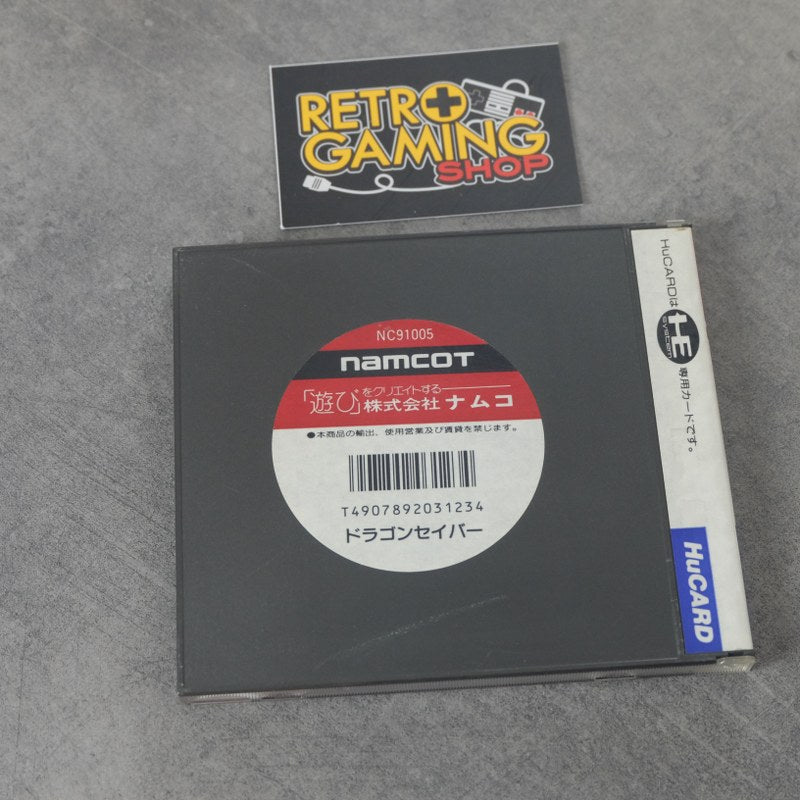 RETRO
GAMING
SHOP
NC91005
namcot
「遊び」をクリエイトする
株式会社 ナムコ
●本商品の輸出、使用営業及び賃貸を禁じます。
T4907892031234
ドラゴンセイバー
HuCARDは HE system 専用カードです。
HuCARD